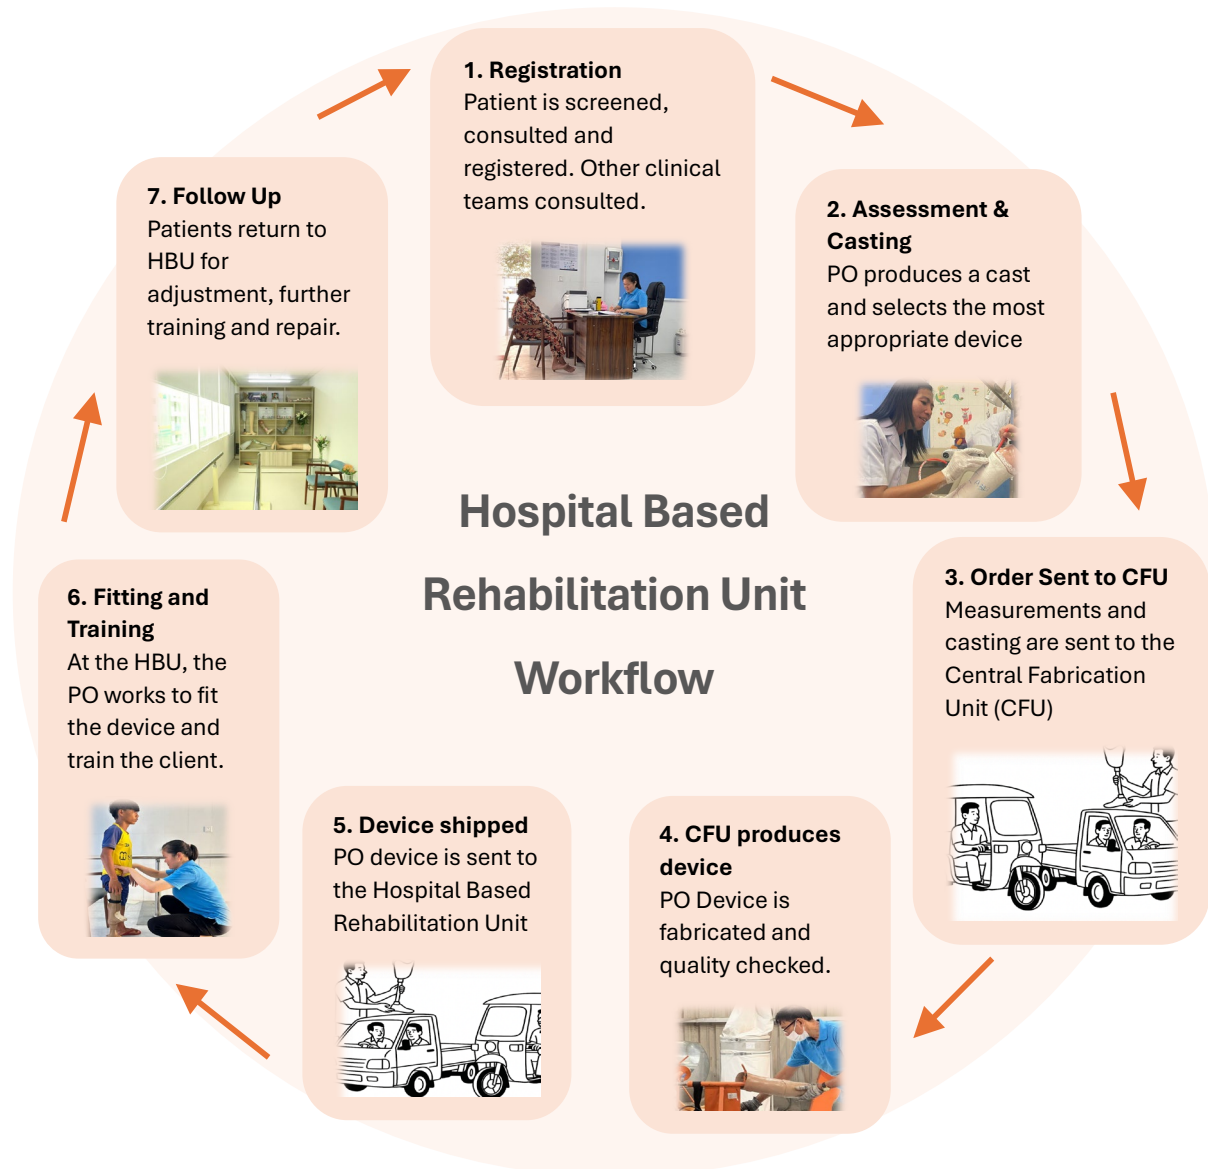 1. Registration
Patient is screened,
consulted and
registered. Other clinical
teams consulted.
2. Assessment &
Casting
PO produces a cast
and selects the most
appropriate device
3. Order Sent to CFU
Measurements and
casting are sent to the
Central Fabrication
Unit (CFU)
4. CFU produces
device
PO Device is
fabricated and
quality checked.
5. Device shipped
PO device is sent to
the Hospital Based
Rehabilitation Unit
6. Fitting and
Training
At the HBU, the
PO works to fit
the device and
train the client.
7. Follow Up
Patients return to
HBU for
adjustment, further
training and repair.
Hospital Based
Rehabilitation Unit
Workflow